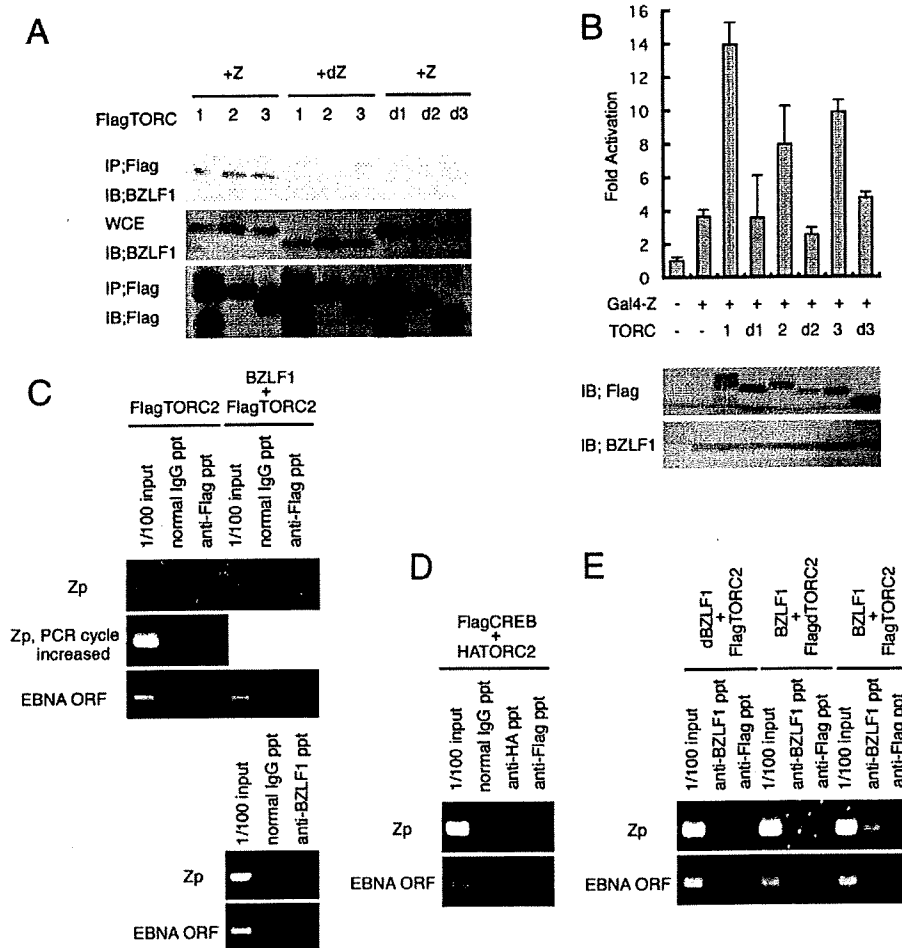 A
+Z +dZ +Z
FlagTORC 1 2 3 1 2 3 d1 d2 d3
IP;Flag
IB;BZLF1
WCE
IB;BZLF1
IP;Flag
IB;Flag
B
Fold Activation
16
14
12
10
8
6
4
2
0
Gal4-Z - + + + + + + +
TORC - - 1 d1 2 d2 3 d3
IB; Flag
IB; BZLF1
C
FlagTORC2
BZLF1
+
FlagTORC2
1/100 input
normal IgG ppt
anti-Flag ppt
1/100 input
normal IgG ppt
anti-Flag ppt
Zp
Zp, PCR cycle
increased
EBNA ORF
1/100 input
normal IgG ppt
anti-BZLF1 ppt
Zp
EBNA ORF
D
FlagCREB
+
HATORC2
1/100 input
normal IgG ppt
anti-HA ppt
anti-Flag ppt
Zp
EBNA ORF
E
dBZLF1
+
FlagTORC2
BZLF1
+
FlagdTORC2
BZLF1
+
FlagTORC2
1/100 input
anti-BZLF1 ppt
anti-Flag ppt
1/100 input
anti-BZLF1 ppt
anti-Flag ppt
1/100 input
anti-BZLF1 ppt
anti-Flag ppt
Zp
EBNA ORF